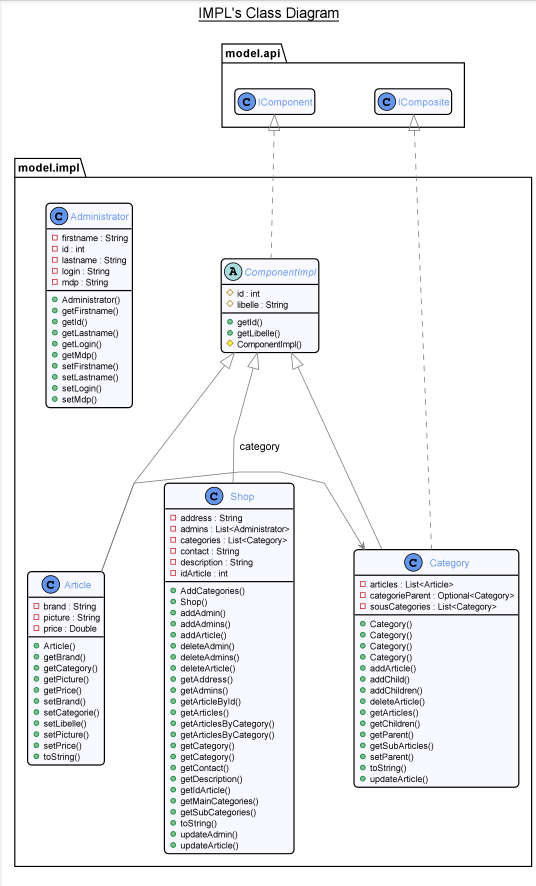 IMPL's Class Diagram
model.api
C IComponent
C IComposite
model.impl
C Administrator
firstname : String
id : int
lastname : String
login : String
mdp : String
Administrator()
getFirstname()
getId()
getLastname()
getLogin()
getMdp()
setFirstname()
setLastname()
setLogin()
setMdp()
A ComponentImpl
id : int
libelle : String
getId()
getLibelle()
ComponentImpl()
category
C Article
brand : String
picture : String
price : Double
Article()
getBrand()
getCategory()
getPicture()
getPrice()
setBrand()
setCategorie()
setLibelle()
setPicture()
setPrice()
toString()
C Shop
address : String
admins : List<Administrator>
categories : List<Category>
contact : String
description : String
idArticle : int
AddCategories()
Shop()
addAdmin()
addAdmins()
addArticle()
deleteAdmin()
deleteAdmins()
deleteArticle()
getAddress()
getAdmins()
getArticleById()
getArticles()
getArticlesByCategory()
getArticlesByCategory()
getCategory()
getCategory()
getContact()
getDescription()
getIdArticle()
getMainCategories()
getSubCategories()
toString()
updateAdmin()
updateArticle()
C Category
articles : List<Article>
categorieParent : Optional<Category>
sousCategories : List<Category>
Category()
Category()
Category()
Category()
addArticle()
addChild()
addChildren()
deleteArticle()
getArticles()
getChildren()
getParent()
getSubArticles()
setParent()
toString()
updateArticle()